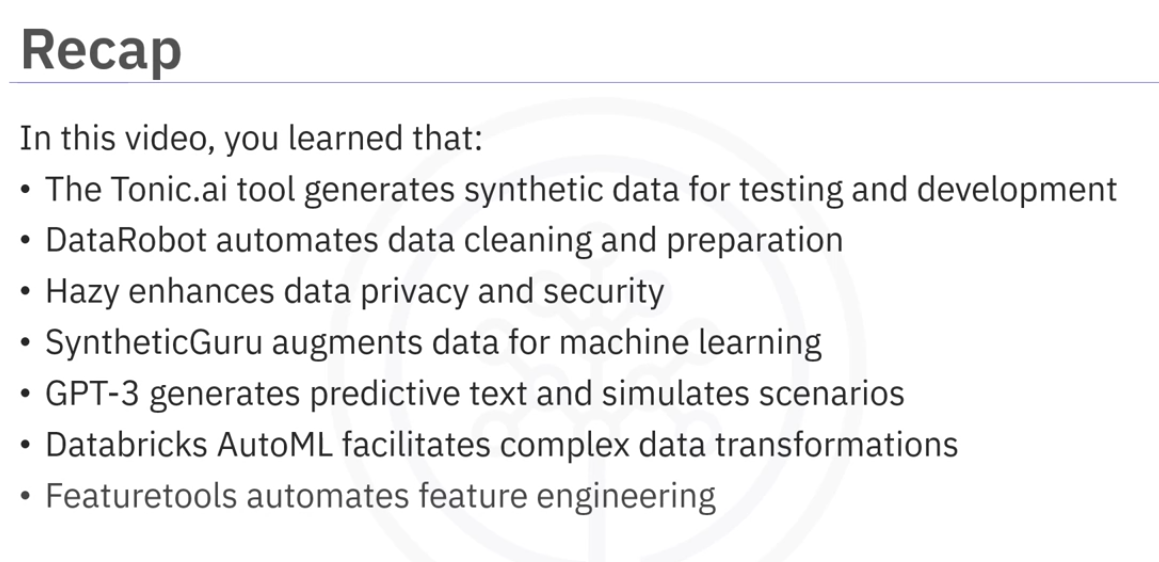 Recap
In this video, you learned that:
• The Tonic.ai tool generates synthetic data for testing and development
• DataRobot automates data cleaning and preparation
• Hazy enhances data privacy and security
• SyntheticGuru augments data for machine learning
• GPT-3 generates predictive text and simulates scenarios
• Databricks AutoML facilitates complex data transformations
• Featuretools automates feature engineering